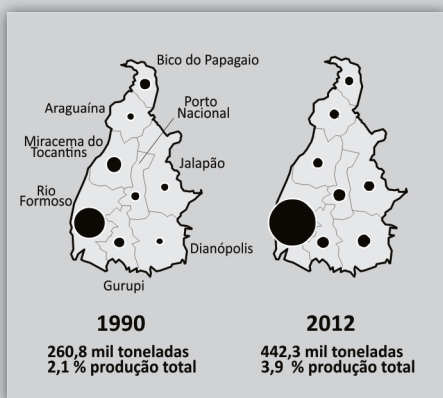 Bico do Papagaio
Araguaína
Porto
Nacional
Miracema do
Tocantins
Jalapão
Rio
Formoso
Dianópolis
Gurupi
1990
260,8 mil toneladas
2,1 % produção total
2012
442,3 mil toneladas
3,9 % produção total